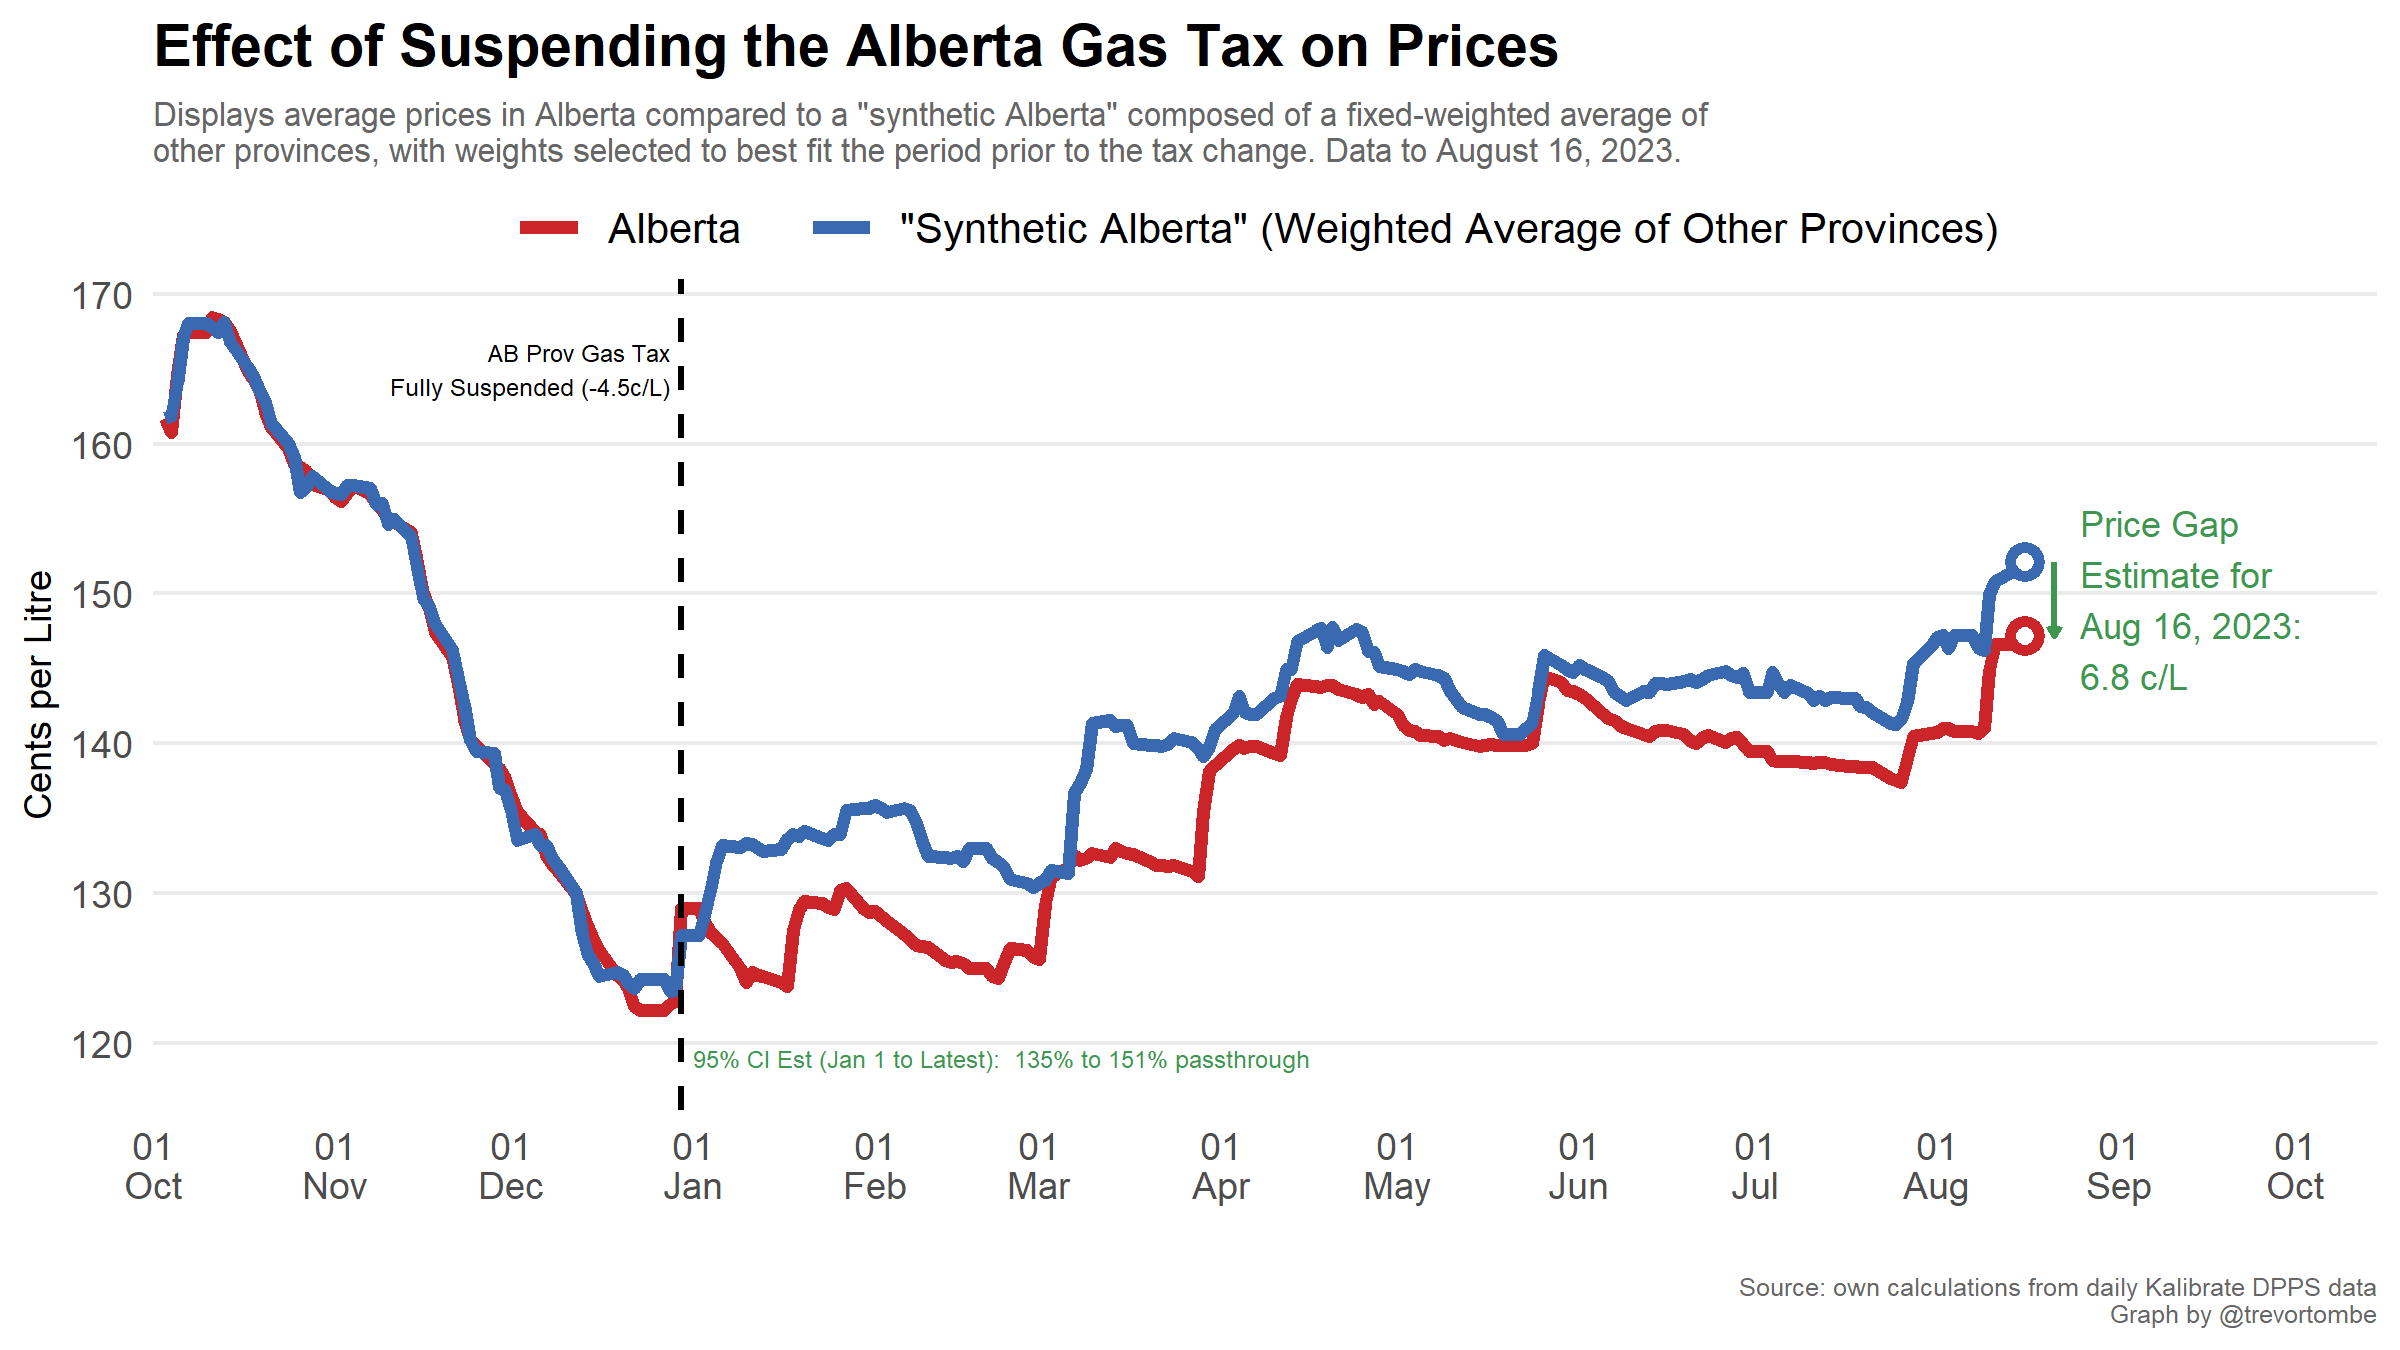 Effect of Suspending the Alberta Gas Tax on Prices
Displays average prices in Alberta compared to a "synthetic Alberta" composed of a fixed-weighted average of
other provinces, with weights selected to best fit the period prior to the tax change. Data to August 16, 2023.
Alberta
"Synthetic Alberta" (Weighted Average of Other Provinces)
170
160
150
140
130
120
Cents per Litre
AB Prov Gas Tax
Fully Suspended (-4.5c/L)
Price Gap
Estimate for
Aug 16, 2023:
6.8 c/L
95% CI Est (Jan 1 to Latest):  135% to 151% passthrough
01 01 01 01 01 01 01 01 01 01 01 01 01
Oct Nov Dec Jan Feb Mar Apr May Jun Jul Aug Sep Oct
Source: own calculations from daily Kalibrate DPPS data
Graph by @trevortombe